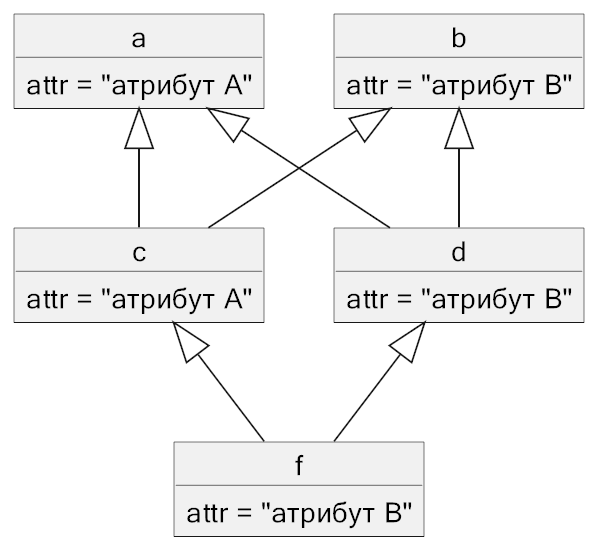 a
attr = "атрибут A"
b
attr = "атрибут B"
c
attr = "атрибут A"
d
attr = "атрибут B"
f
attr = "атрибут B"